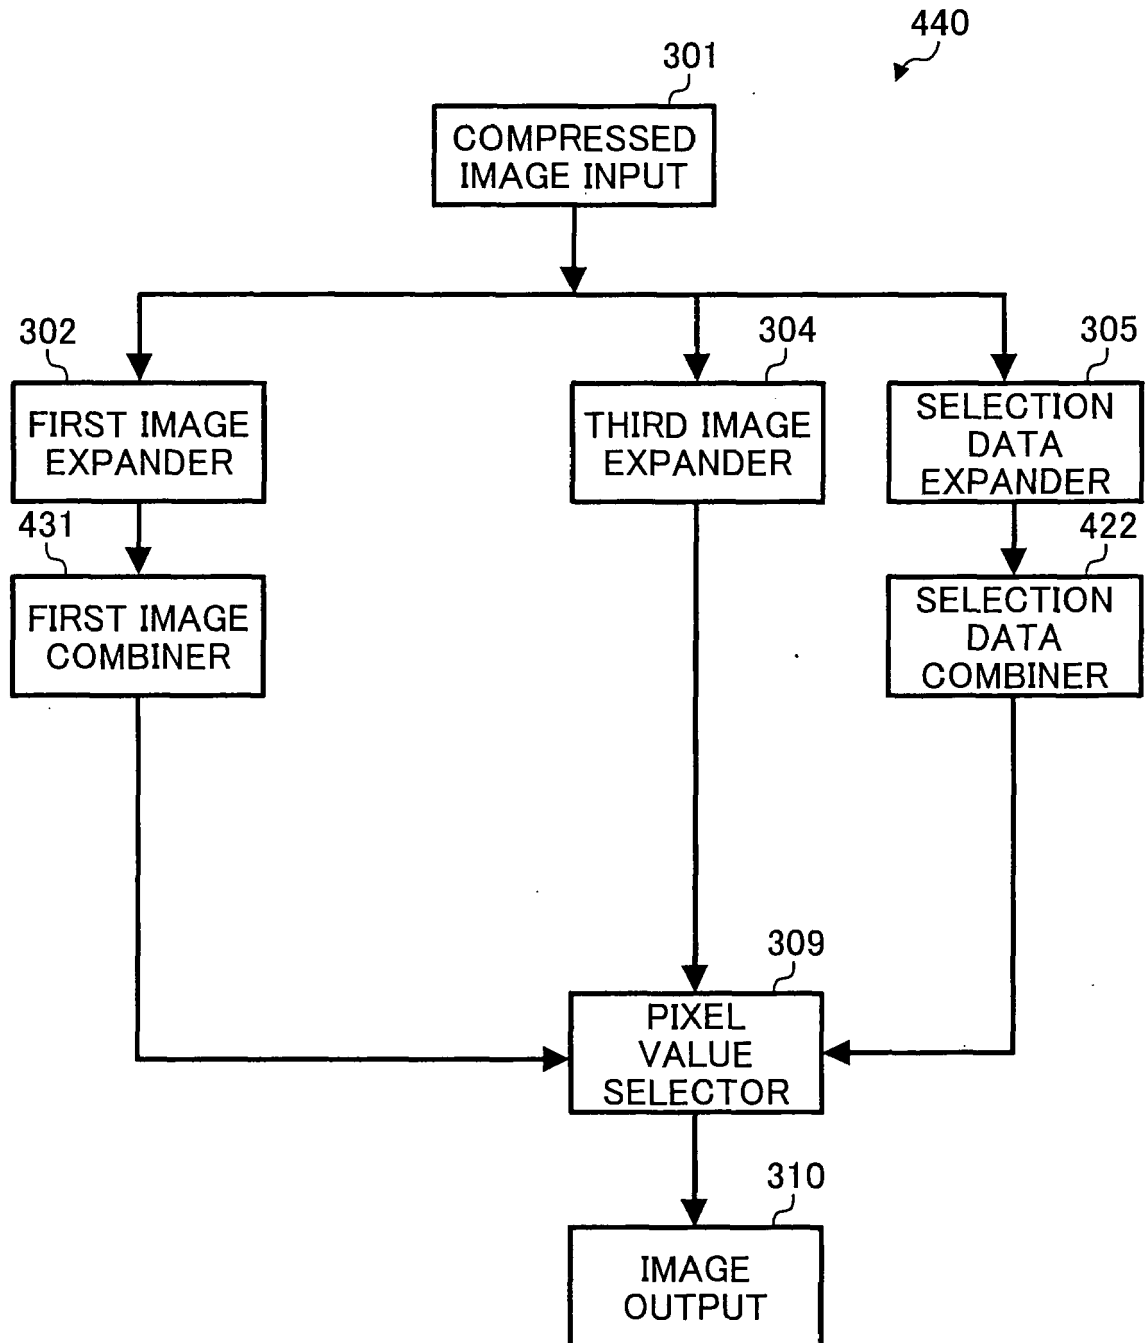 440
301
COMPRESSED
IMAGE INPUT
302
FIRST IMAGE
EXPANDER
304
THIRD IMAGE
EXPANDER
305
SELECTION
DATA
EXPANDER
431
FIRST IMAGE
COMBINER
422
SELECTION
DATA
COMBINER
309
PIXEL
VALUE
SELECTOR
310
IMAGE
OUTPUT